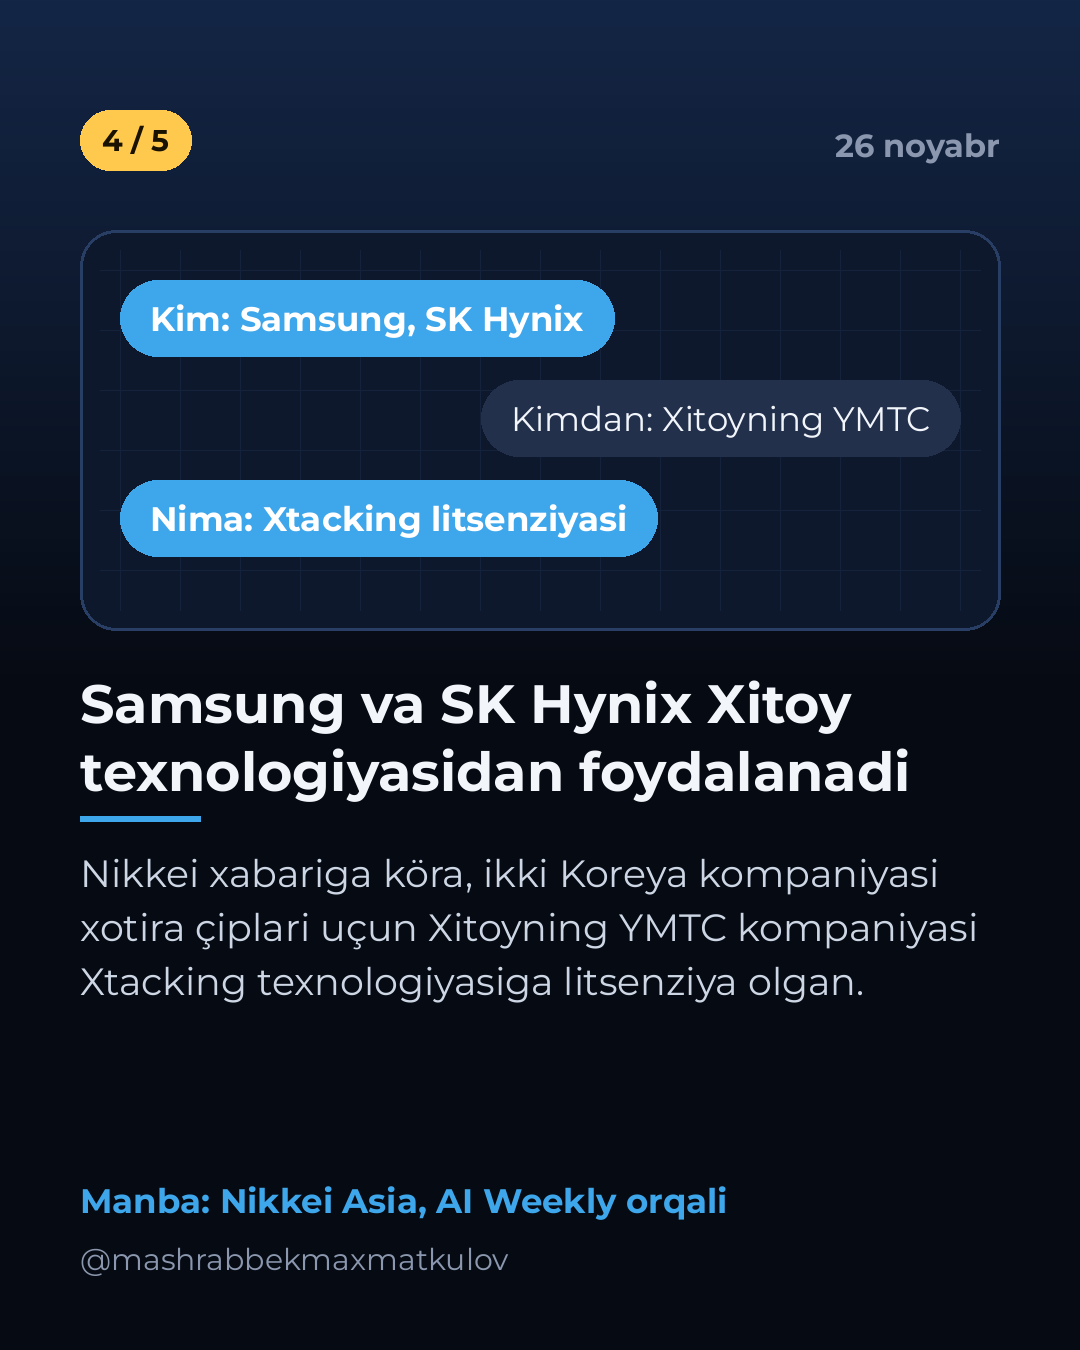 4 / 5
26 noyabr
Kim: Samsung, SK Hynix
Kimdan: Xitoyning YMTC
Nima: Xtacking litsenziyasi
Samsung va SK Hynix Xitoy
texnologiyasidan foydalanadi
Nikkei xabariga köra, ikki Koreya kompaniyasi
xotira çiplari uçun Xitoyning YMTC kompaniyasi
Xtacking texnologiyasiga litsenziya olgan.
Manba: Nikkei Asia, AI Weekly orqali
@mashrabbekmaxmatkulov